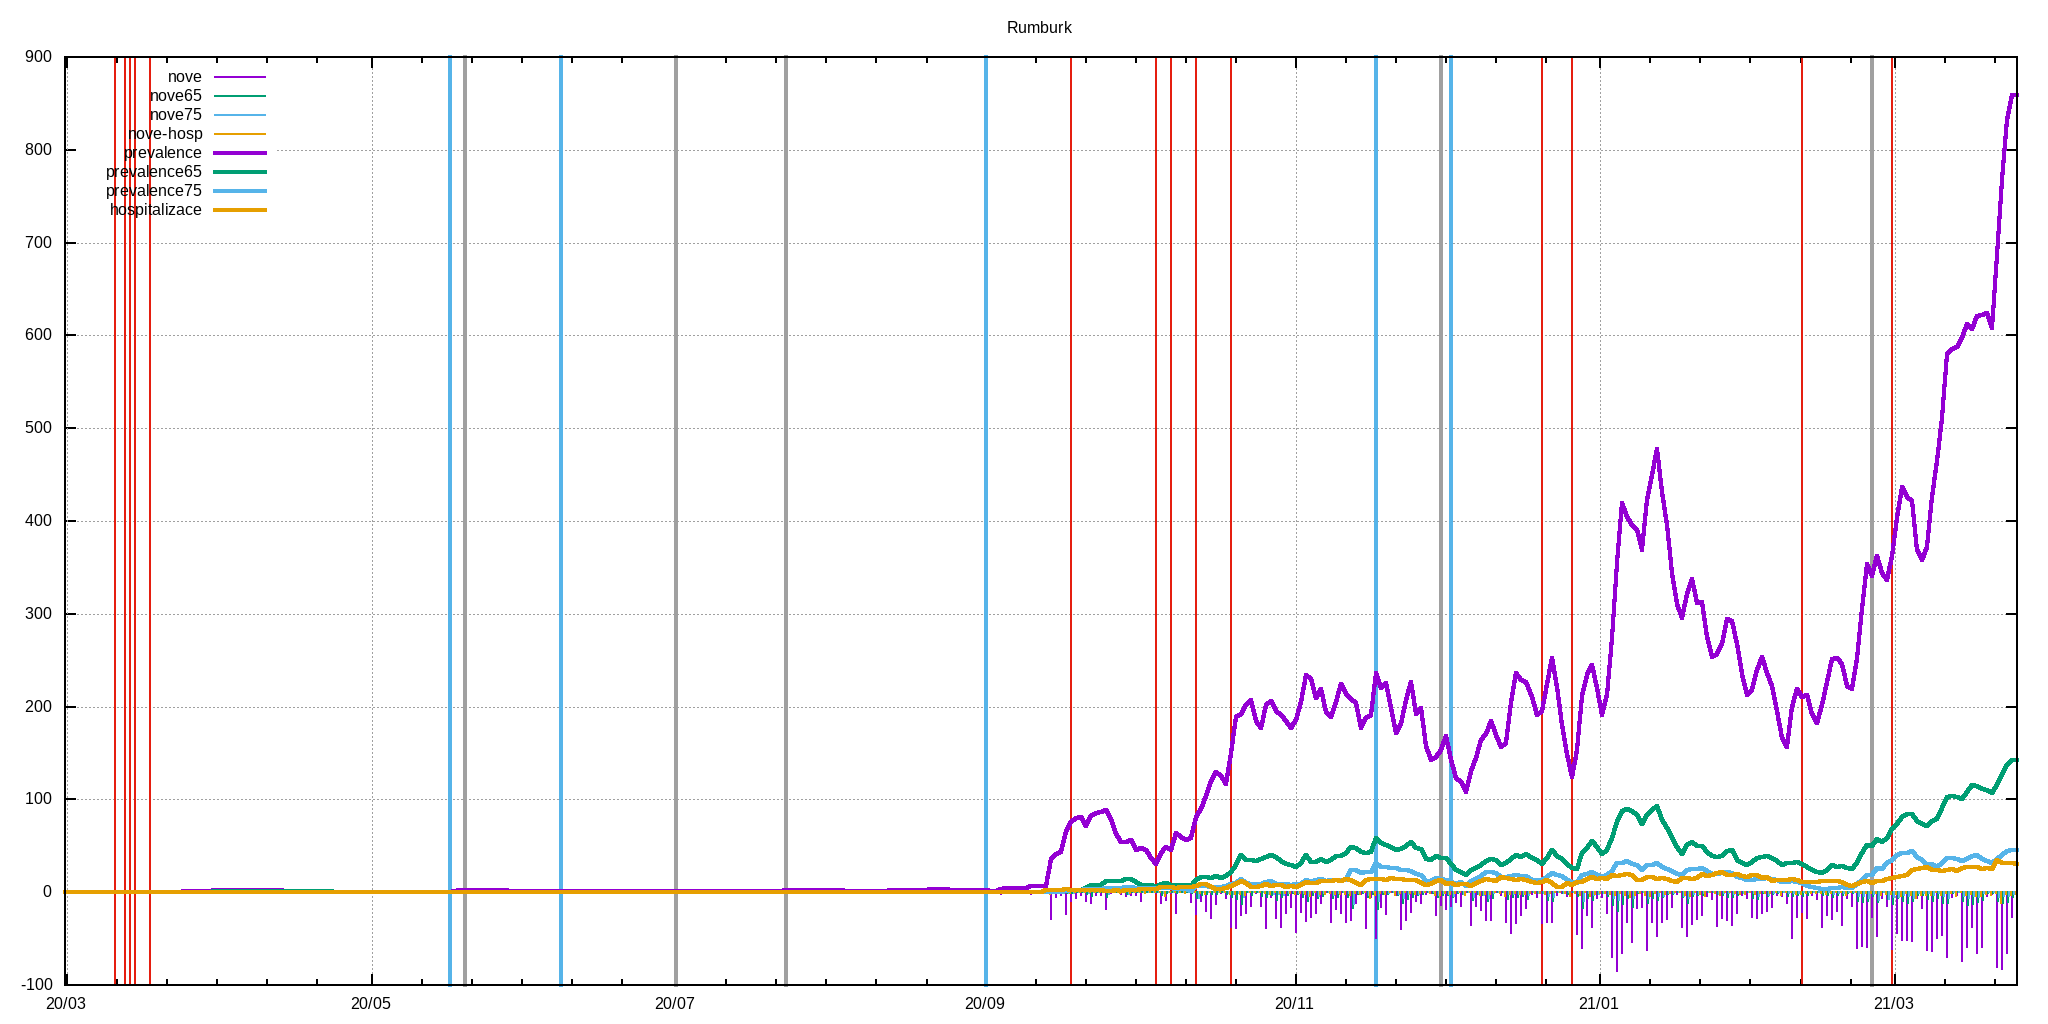 Rumburk
900
800
700
600
500
400
300
200
100
0
-100
nove
nove65
nove75
nove-hosp
prevalence
prevalence65
prevalence75
hospitalizace
20/03 20/05 20/07 20/09 20/11 21/01 21/03